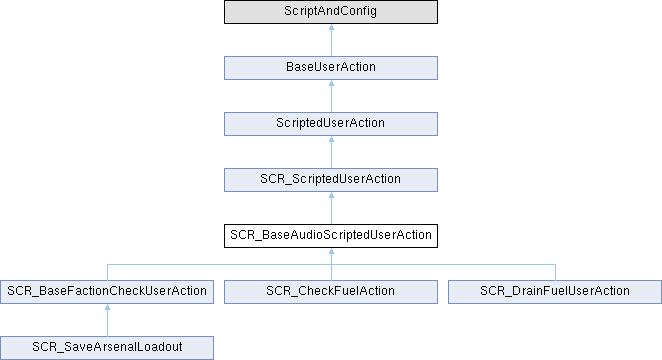 ScriptAndConfig
BaseUserAction
ScriptedUserAction
SCR_ScriptedUserAction
SCR_BaseAudioScriptedUserAction
SCR_BaseFactionCheckUserAction
SCR_CheckFuelAction
SCR_DrainFuelUserAction
SCR_SaveArsenalLoadout